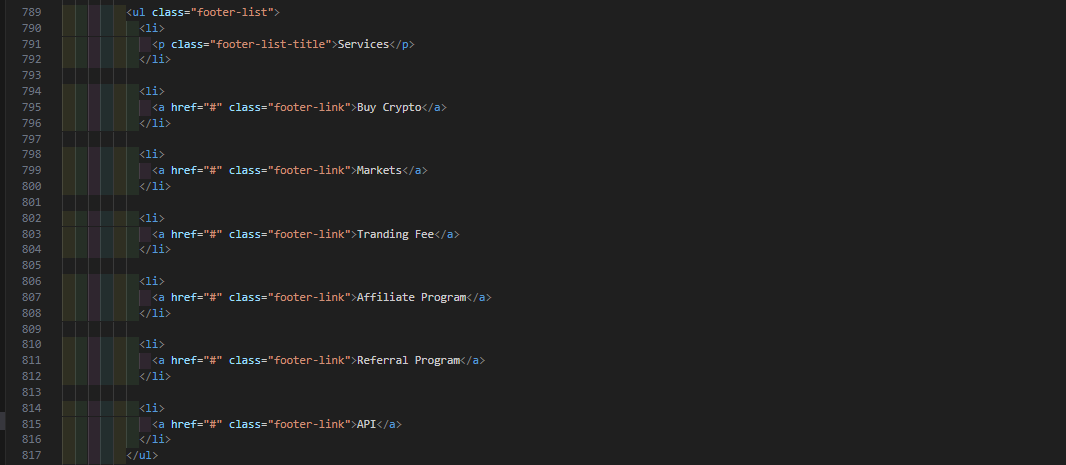 789 <ul class="footer-list">
790 <li>
791 <p class="footer-list-title">Services</p>
792 </li>
793
794 <li>
795 <a href="#" class="footer-link">Buy Crypto</a>
796 </li>
797
798 <li>
799 <a href="#" class="footer-link">Markets</a>
800 </li>
801
802 <li>
803 <a href="#" class="footer-link">Tranding Fee</a>
804 </li>
805
806 <li>
807 <a href="#" class="footer-link">Affiliate Program</a>
808 </li>
809
810 <li>
811 <a href="#" class="footer-link">Referral Program</a>
812 </li>
813
814 <li>
815 <a href="#" class="footer-link">API</a>
816 </li>
817 </ul>